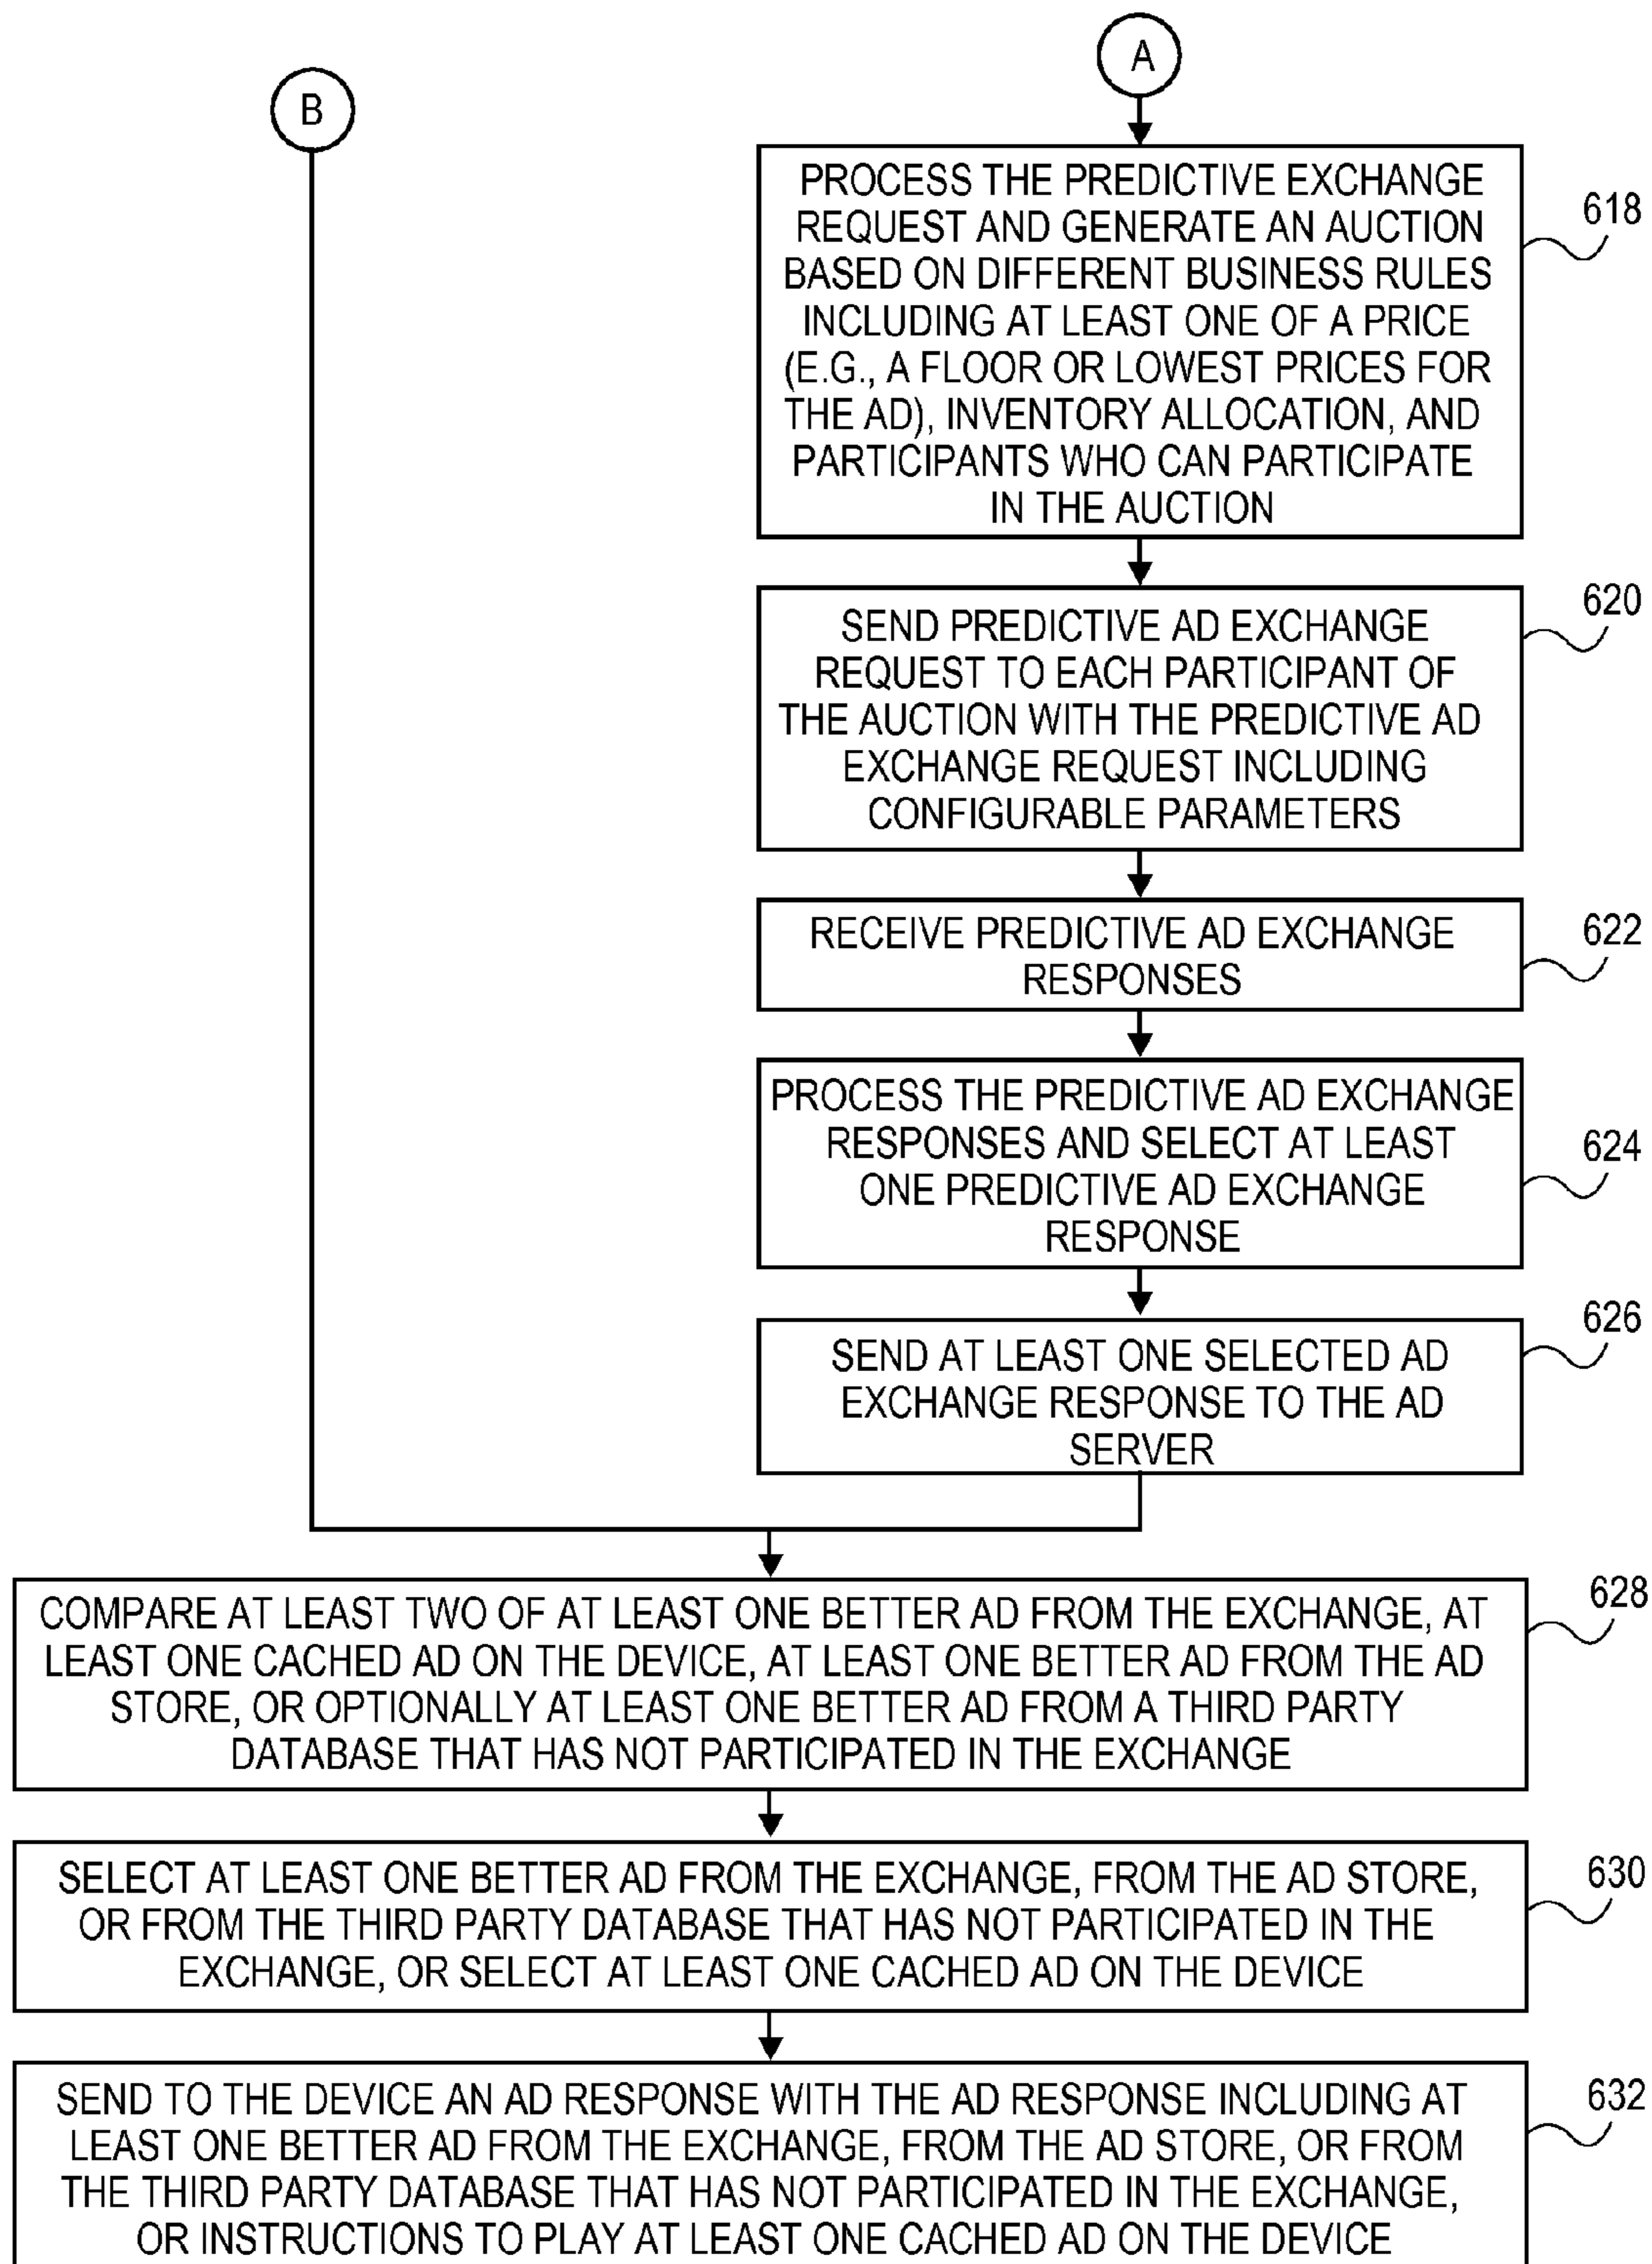 A
B
PROCESS THE PREDICTIVE EXCHANGE
REQUEST AND GENERATE AN AUCTION
BASED ON DIFFERENT BUSINESS RULES
INCLUDING AT LEAST ONE OF A PRICE
(E.G., A FLOOR OR LOWEST PRICES FOR
THE AD), INVENTORY ALLOCATION, AND
PARTICIPANTS WHO CAN PARTICIPATE
IN THE AUCTION
618
SEND PREDICTIVE AD EXCHANGE
REQUEST TO EACH PARTICIPANT OF
THE AUCTION WITH THE PREDICTIVE AD
EXCHANGE REQUEST INCLUDING
CONFIGURABLE PARAMETERS
620
RECEIVE PREDICTIVE AD EXCHANGE
RESPONSES
622
PROCESS THE PREDICTIVE AD EXCHANGE
RESPONSES AND SELECT AT LEAST
ONE PREDICTIVE AD EXCHANGE
RESPONSE
624
SEND AT LEAST ONE SELECTED AD
EXCHANGE RESPONSE TO THE AD
SERVER
626
COMPARE AT LEAST TWO OF AT LEAST ONE BETTER AD FROM THE EXCHANGE, AT
LEAST ONE CACHED AD ON THE DEVICE, AT LEAST ONE BETTER AD FROM THE AD
STORE, OR OPTIONALLY AT LEAST ONE BETTER AD FROM A THIRD PARTY
DATABASE THAT HAS NOT PARTICIPATED IN THE EXCHANGE
628
SELECT AT LEAST ONE BETTER AD FROM THE EXCHANGE, FROM THE AD STORE,
OR FROM THE THIRD PARTY DATABASE THAT HAS NOT PARTICIPATED IN THE
EXCHANGE, OR SELECT AT LEAST ONE CACHED AD ON THE DEVICE
630
SEND TO THE DEVICE AN AD RESPONSE WITH THE AD RESPONSE INCLUDING AT
LEAST ONE BETTER AD FROM THE EXCHANGE, FROM THE AD STORE, OR FROM
THE THIRD PARTY DATABASE THAT HAS NOT PARTICIPATED IN THE EXCHANGE,
OR INSTRUCTIONS TO PLAY AT LEAST ONE CACHED AD ON THE DEVICE
632